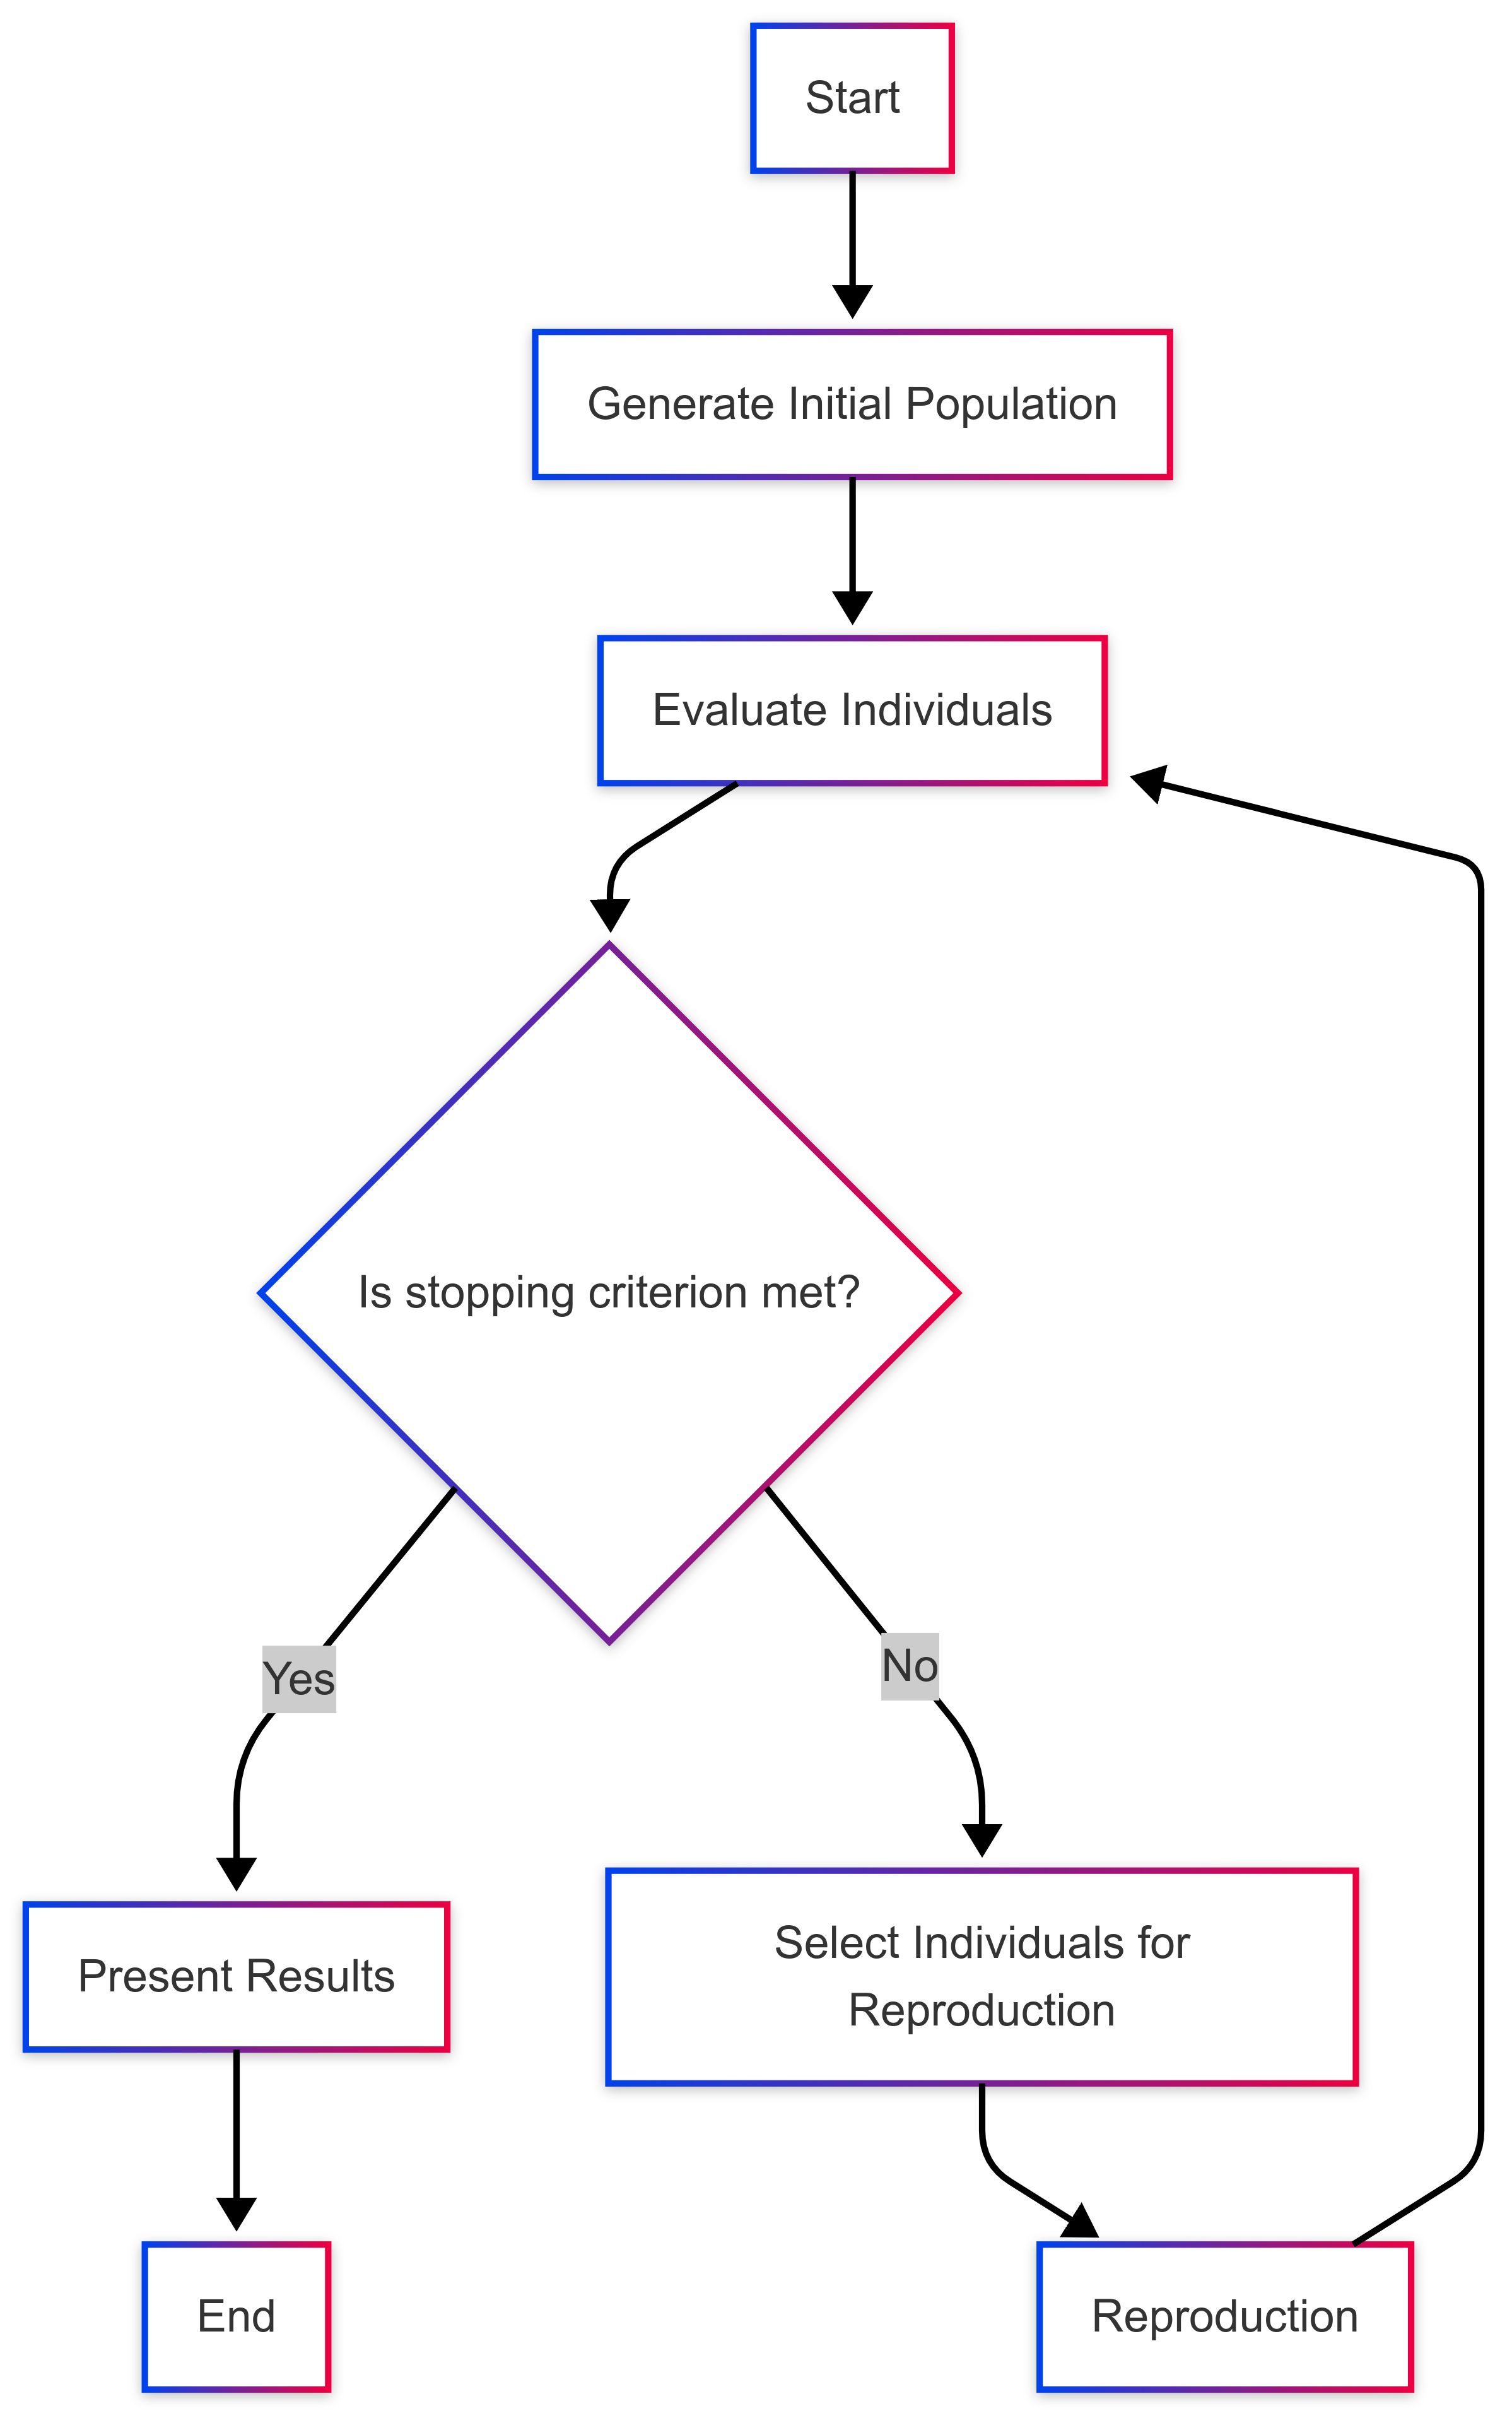 Start
Generate Initial Population
Evaluate Individuals
Is stopping criterion met?
Yes
No
Present Results
Select Individuals for
Reproduction
End
Reproduction